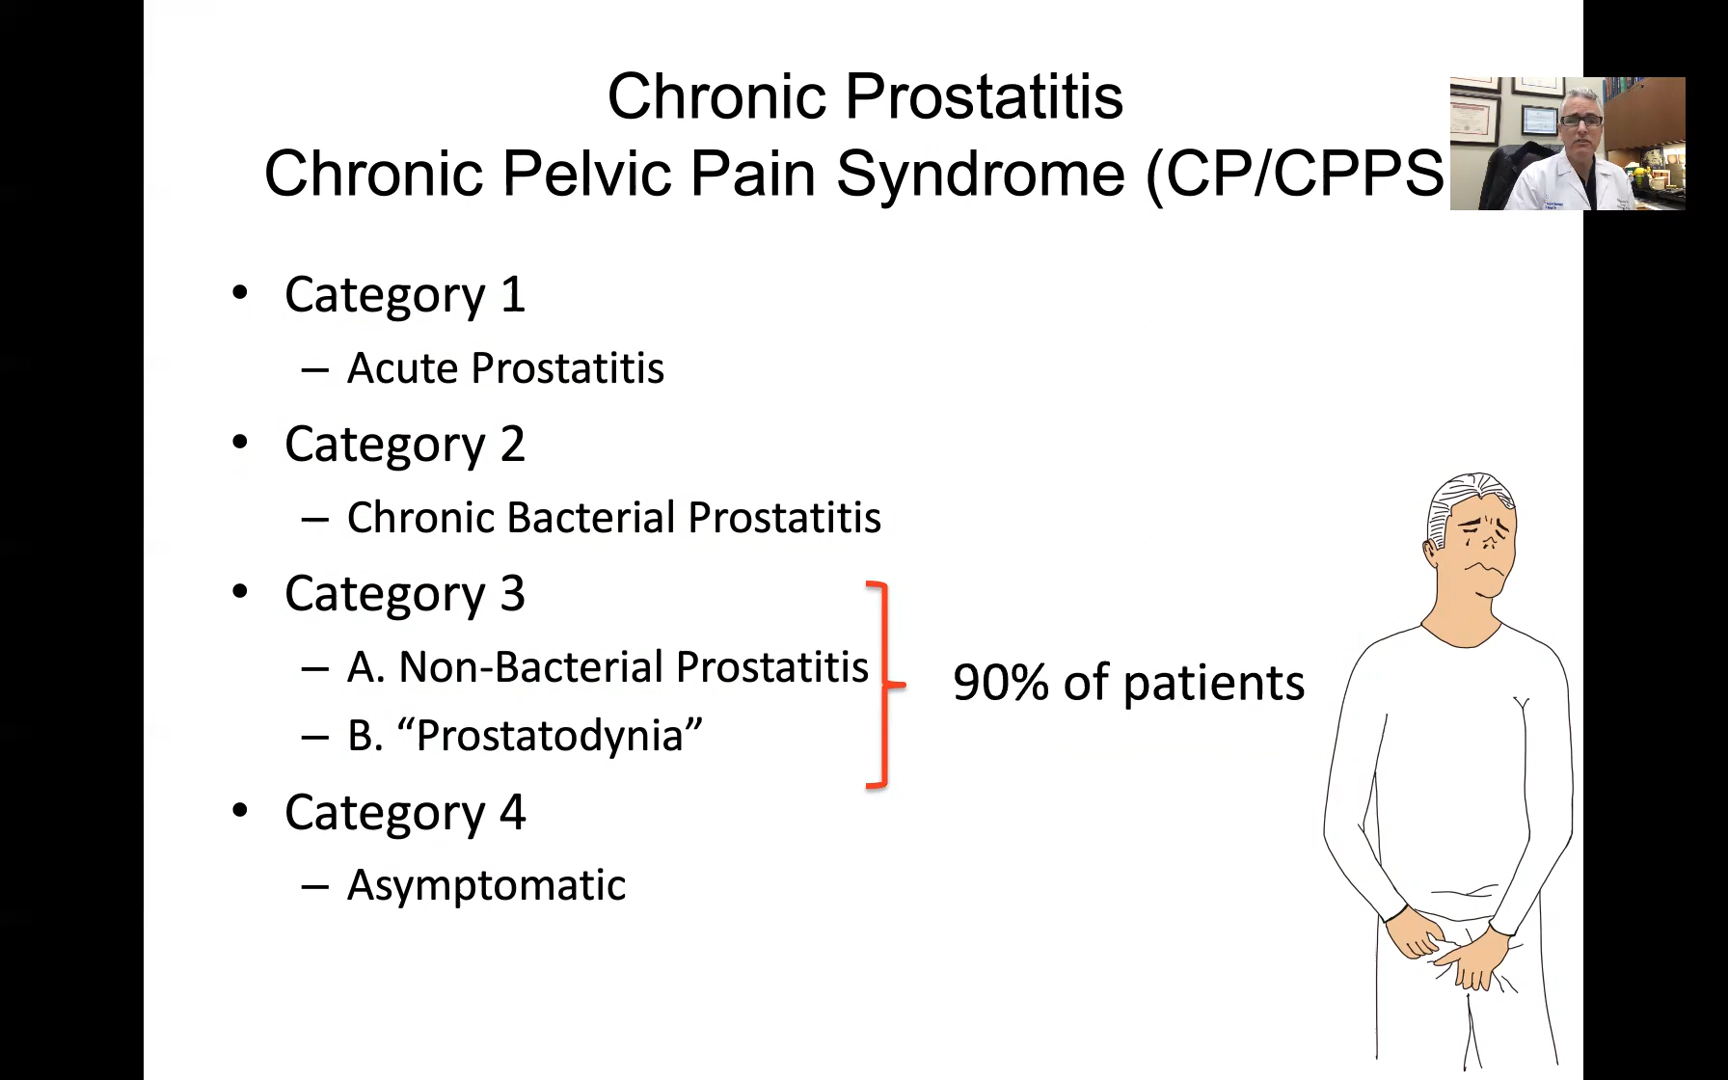 Chronic Prostatitis
Chronic Pelvic Pain Syndrome (CP/CPPS
• Category 1
– Acute Prostatitis
• Category 2
– Chronic Bacterial Prostatitis
• Category 3
– A. Non-Bacterial Prostatitis
– B. “Prostatodynia”
90% of patients
• Category 4
– Asymptomatic